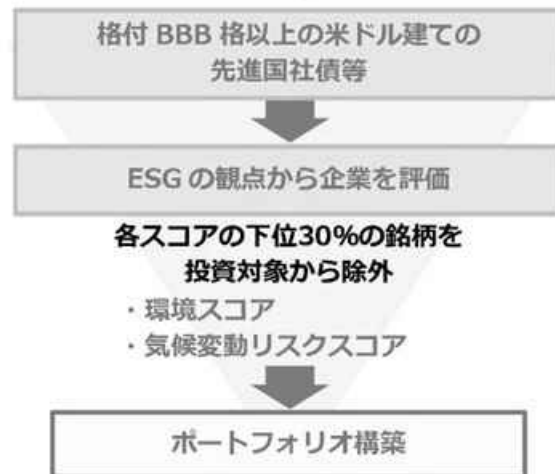 格付 BBB 格以上の米ドル建ての
先進国社債等
ESG の観点から企業を評価
各スコアの下位30%の銘柄を
投資対象から除外
・環境スコア
・気候変動リスクスコア
ポートフォリオ構築